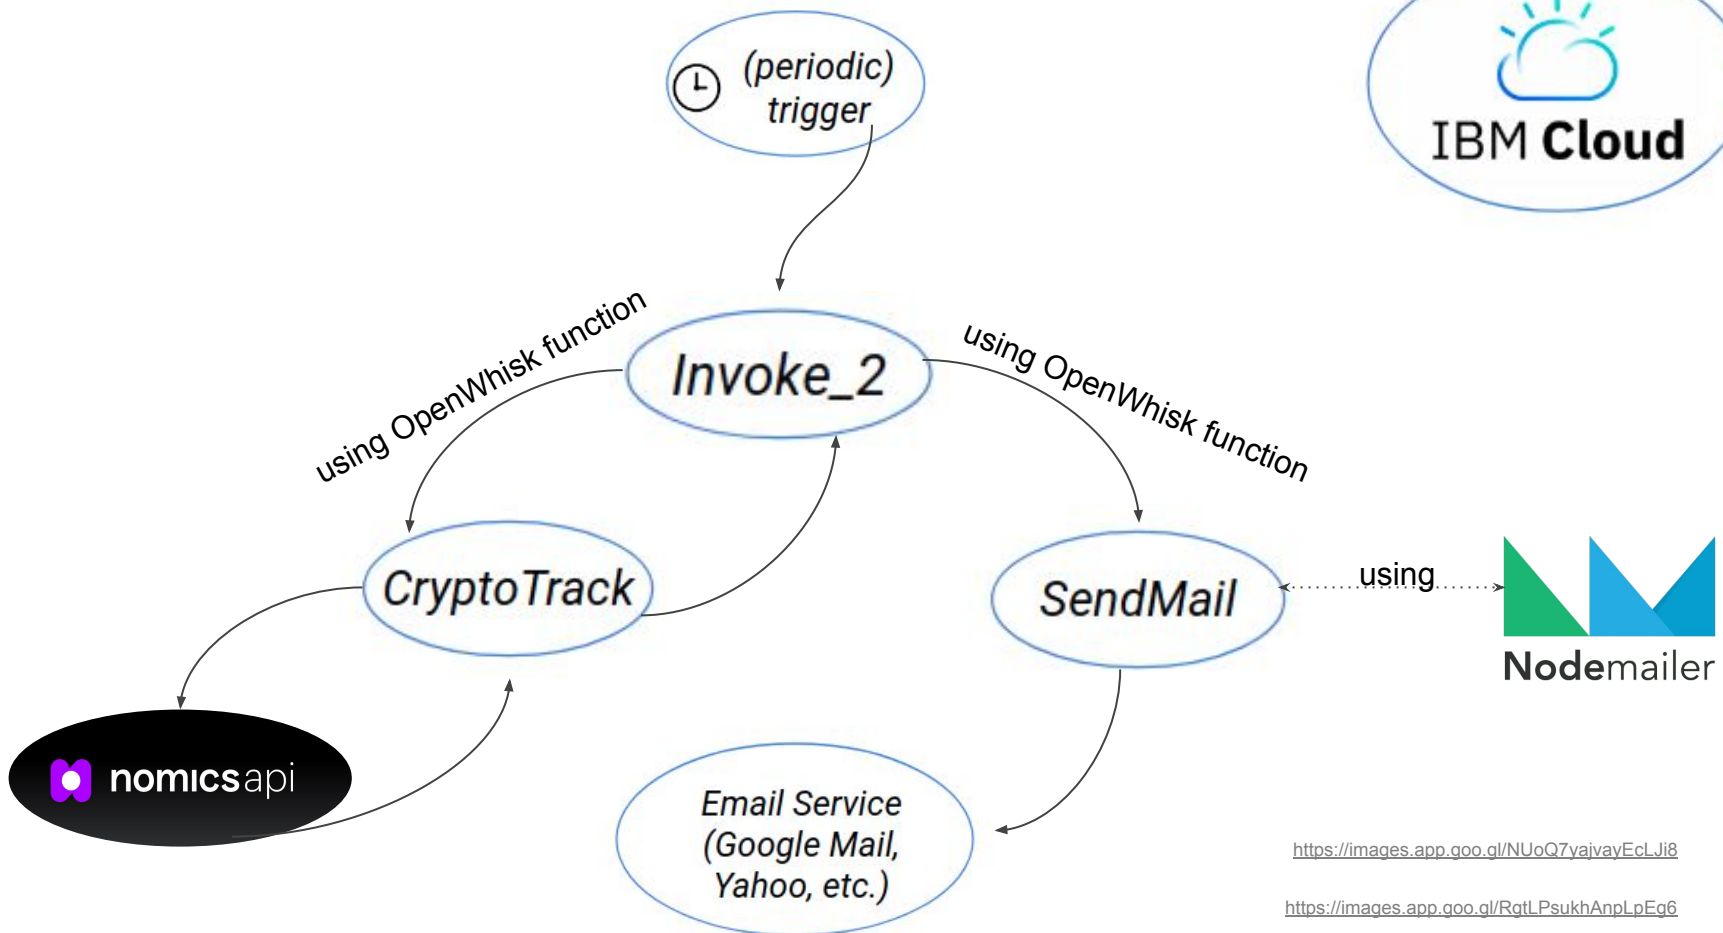 (periodic)
trigger
IBM Cloud
using OpenWhisk function
Invoke_2
using OpenWhisk function
CryptoTrack
SendMail
using
Nodemailer
nomicsapi
Email Service
(Google Mail,
Yahoo, etc.)
https://images.app.goo.gl/NUoQ7yajvayEcLJi8
https://images.app.goo.gl/RgtLPsukhAnpLpEg6